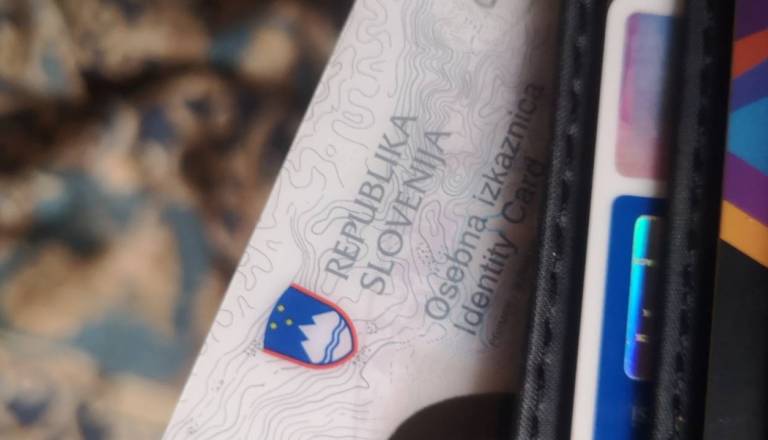 REPUBLIKA
SLOVENIJA
Osebna izkaznica
Identity Card